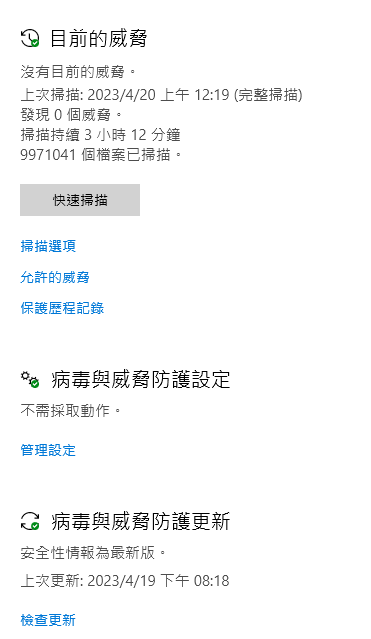 目前的威脅
沒有目前的威脅。
上次掃描: 2023/4/20 上午 12:19 (完整掃描)
發現 0 個威脅。
掃描持續 3 小時 12 分鐘
9971041 個檔案已掃描。
快速掃描
掃描選項
允許的威脅
保護歷程記錄
病毒與威脅防護設定
不需採取動作。
管理設定
病毒與威脅防護更新
安全性情報為最新版。
上次更新: 2023/4/19 下午 08:18
檢查更新